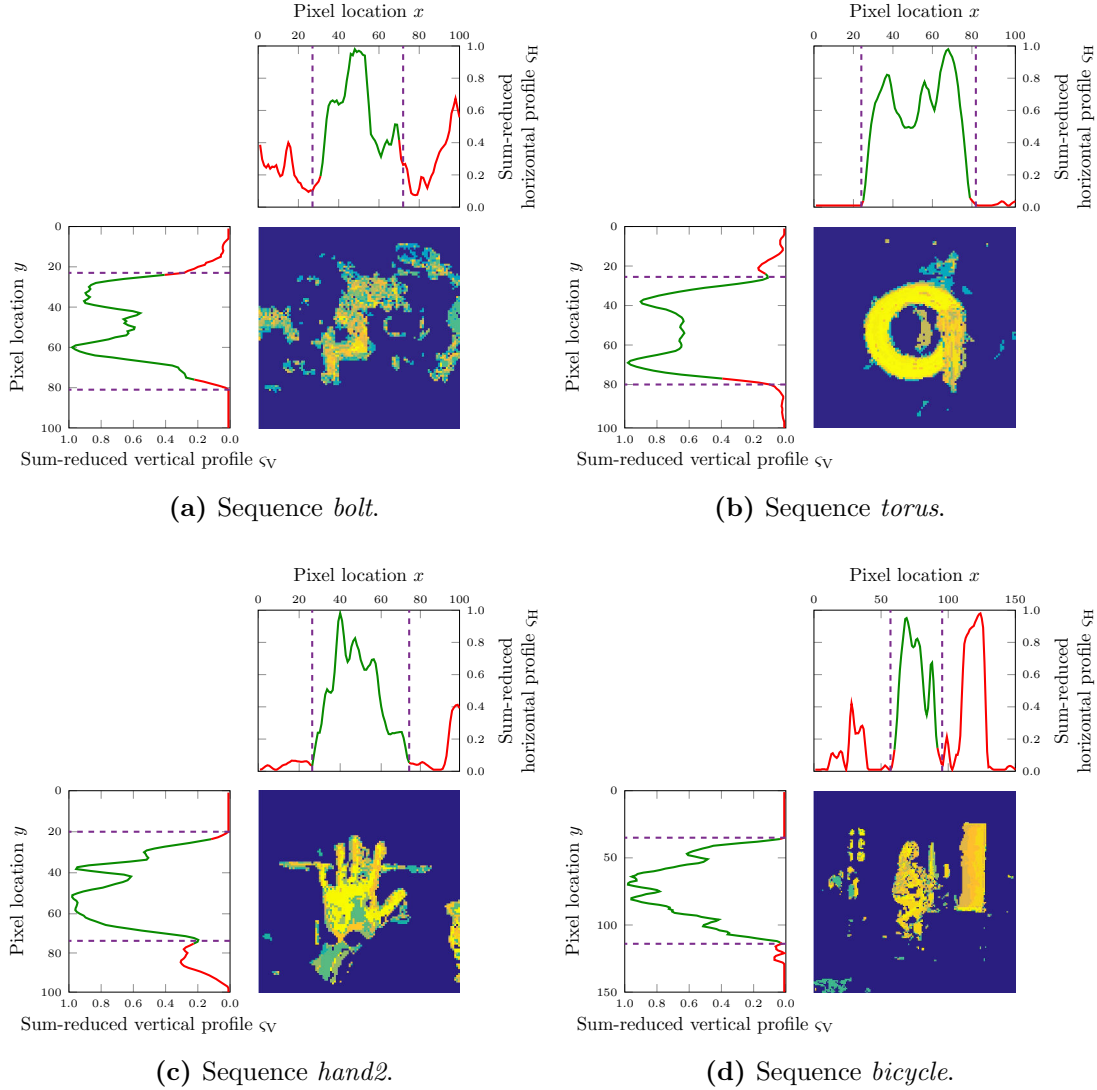 Pixel location x
0 20 40 60 80 100
0.0 0.2 0.4 0.6 0.8 1.0
Sum-reduced
horizontal profile ςH
0 20 40 60 80 100
Pixel location y
1.0 0.8 0.6 0.4 0.2 0.0
Sum-reduced vertical profile ςV
(a) Sequence bolt.
Pixel location x
0 20 40 60 80 100
0.0 0.2 0.4 0.6 0.8 1.0
Sum-reduced
horizontal profile ςH
0 20 40 60 80 100
Pixel location y
1.0 0.8 0.6 0.4 0.2 0.0
Sum-reduced vertical profile ςV
(b) Sequence torus.
Pixel location x
0 20 40 60 80 100
0.0 0.2 0.4 0.6 0.8 1.0
Sum-reduced
horizontal profile ςH
0 20 40 60 80 100
Pixel location y
1.0 0.8 0.6 0.4 0.2 0.0
Sum-reduced vertical profile ςV
(c) Sequence hand2.
Pixel location x
0 50 100 150
0.0 0.2 0.4 0.6 0.8 1.0
Sum-reduced
horizontal profile ςH
0 50 100 150
Pixel location y
1.0 0.8 0.6 0.4 0.2 0.0
Sum-reduced vertical profile ςV
(d) Sequence bicycle.